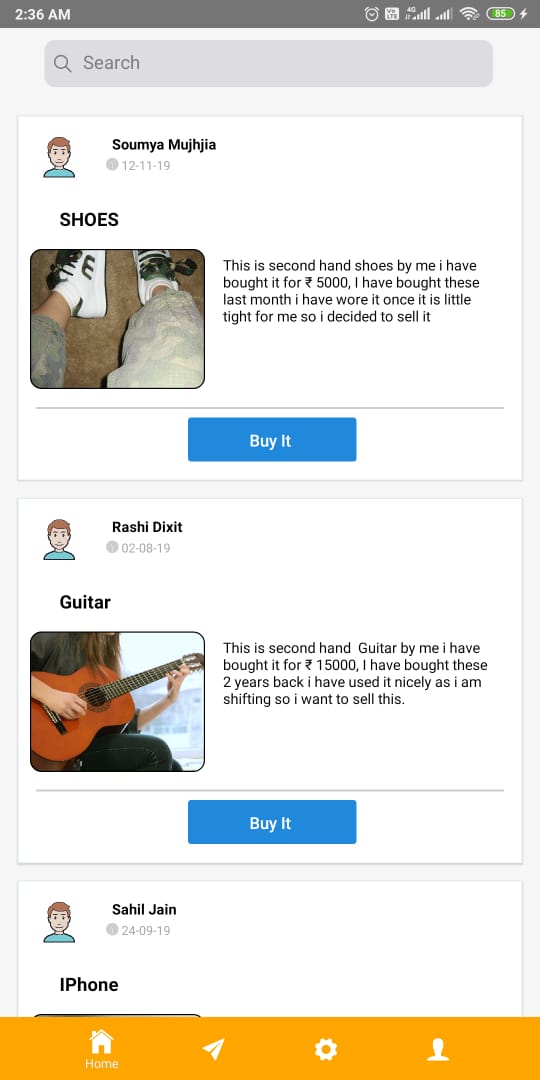 2:36 AM
Vo LTE 4G 85
Search
Soumya Mujhjia
12-11-19
SHOES
This is second hand shoes by me i have
bought it for ₹ 5000, I have bought these
last month i have wore it once it is little
tight for me so i decided to sell it
Buy It
Rashi Dixit
02-08-19
Guitar
This is second hand  Guitar by me i have
bought it for ₹ 15000, I have bought these
2 years back i have used it nicely as i am
shifting so i want to sell this.
Buy It
Sahil Jain
24-09-19
IPhone
Home